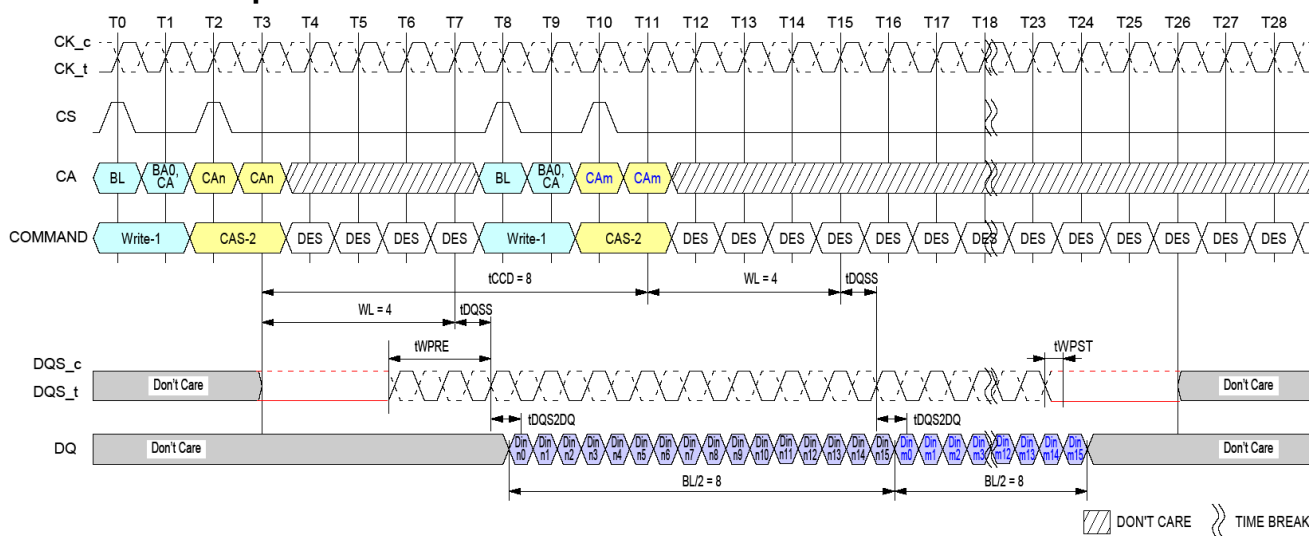 T0 T1 T2 T3 T4 T5 T6 T7 T8 T9 T10 T11 T12 T13 T14 T15 T16 T17 T18 T23 T24 T25 T26 T27 T28
CK_c
CK_t
CS
CA BL BA0, CA CAn CAn BL BA0, CA CAm CAm
COMMAND Write-1 CAS-2 DES DES DES DES Write-1 CAS-2 DES DES DES DES DES DES DES DES DES DES DES DES DES
tCCD = 8 WL = 4 tDQSS
WL = 4 tDQSS
tWPRE tWPST
DQS_c
DQS_t Don't Care Don't Care
tDQS2DQ tDQS2DQ
DQ Don't Care Din n0 Din n1 Din n2 Din n3 Din n4 Din n5 Din n6 Din n7 Din n8 Din n9 Din n10 Din n11 Din n12 Din n13 Din n14 Din n15 Din m0 Din m1 Din m2 Din m3 Din m12 Din m13 Din m14 Din m15 Don't Care
BL/2 = 8 BL/2 = 8
DON'T CARE TIME BREAK